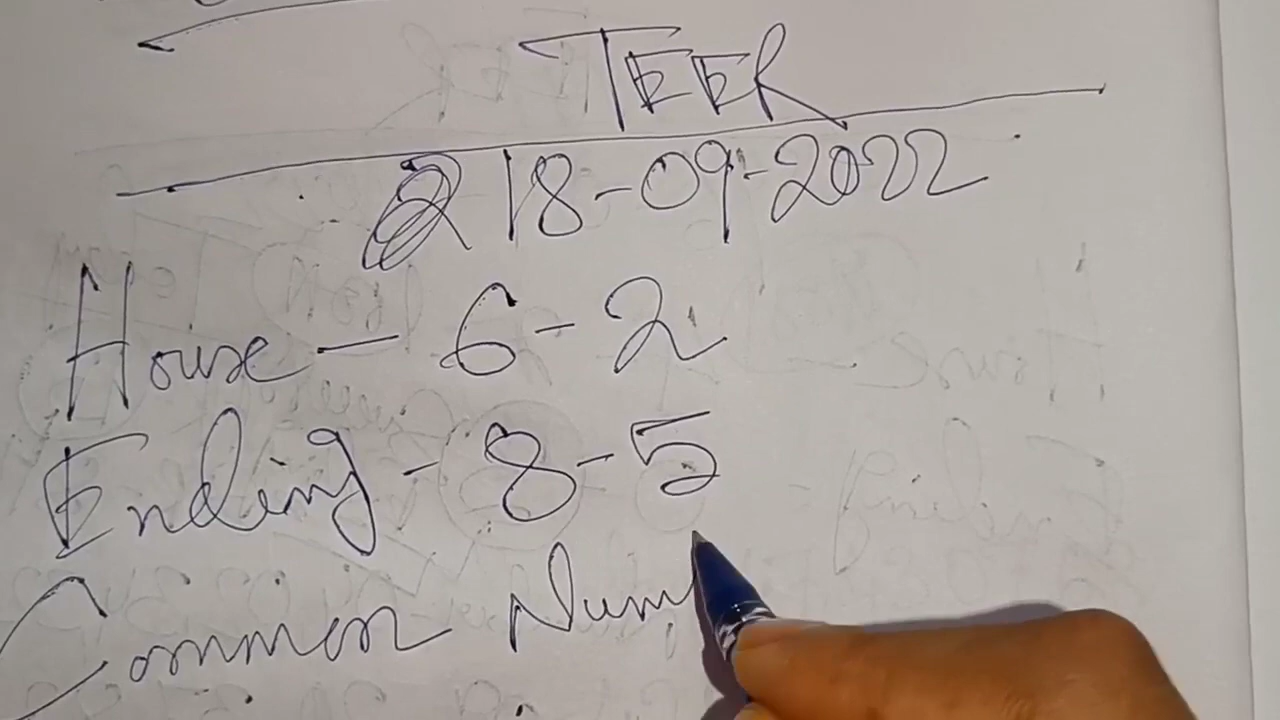 TEER
18-09-2022
House - 6-2
Ending - 8-5
Common Num